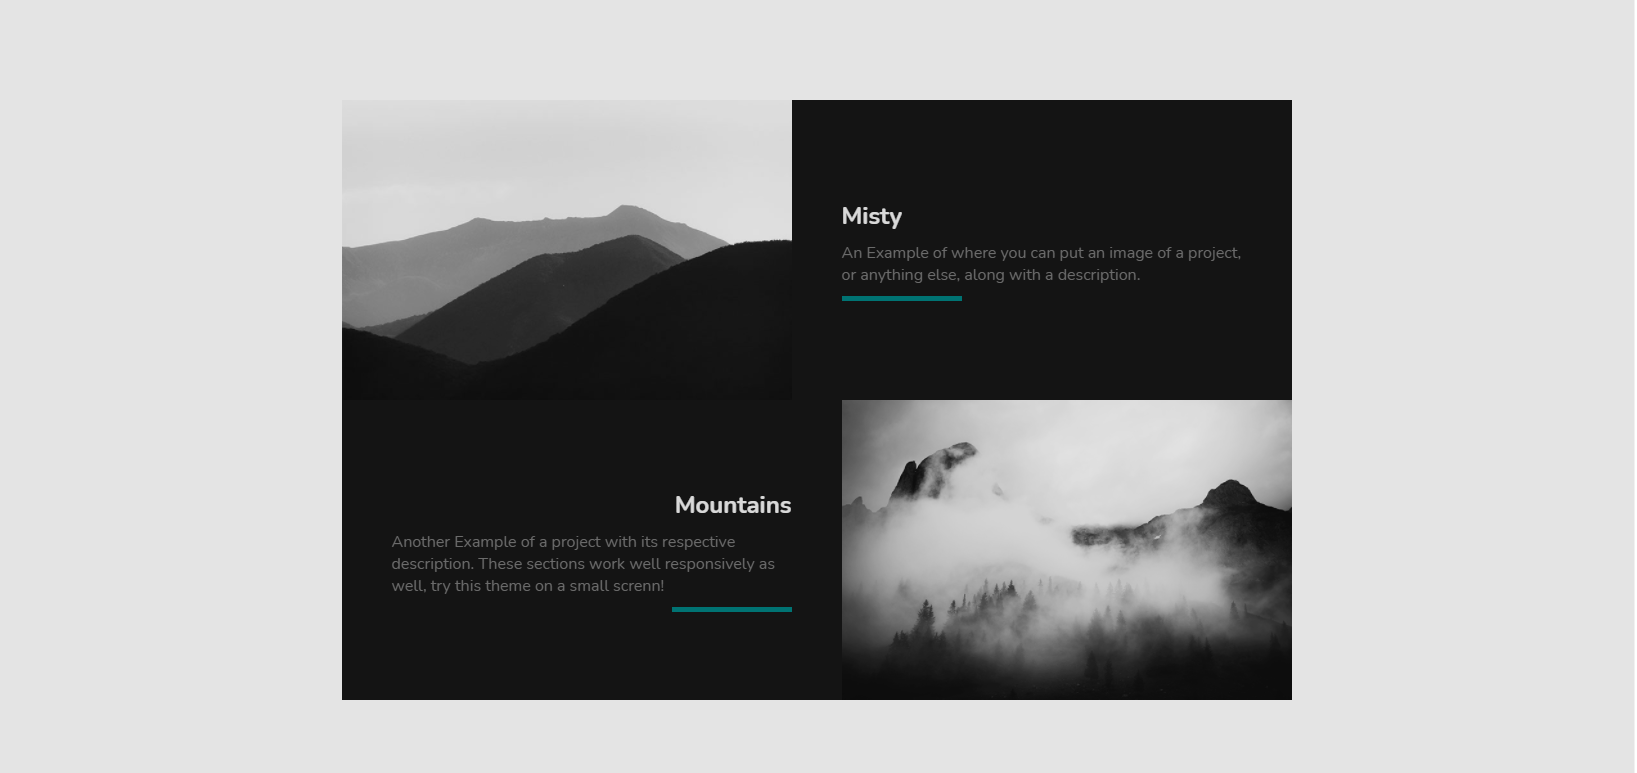 Misty
An Example of where you can put an image of a project,
or anything else, along with a description.
Mountains
Another Example of a project with its respective
description. These sections work well responsively as
well, try this theme on a small screnn!